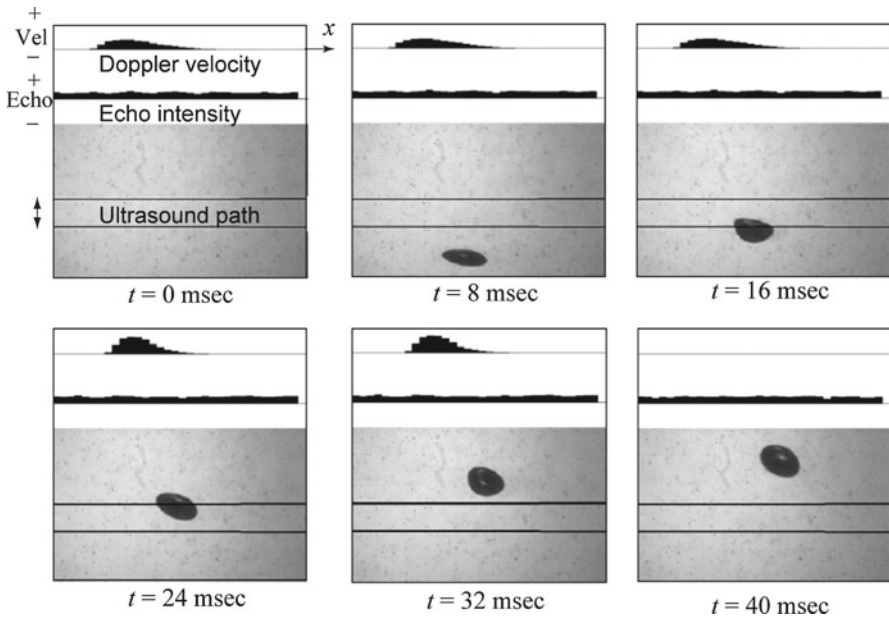 +
Vel
−
x
Doppler velocity
+
Echo
−
Echo intensity
Ultrasound path
t = 0 msec
t = 8 msec
t = 16 msec
t = 24 msec
t = 32 msec
t = 40 msec